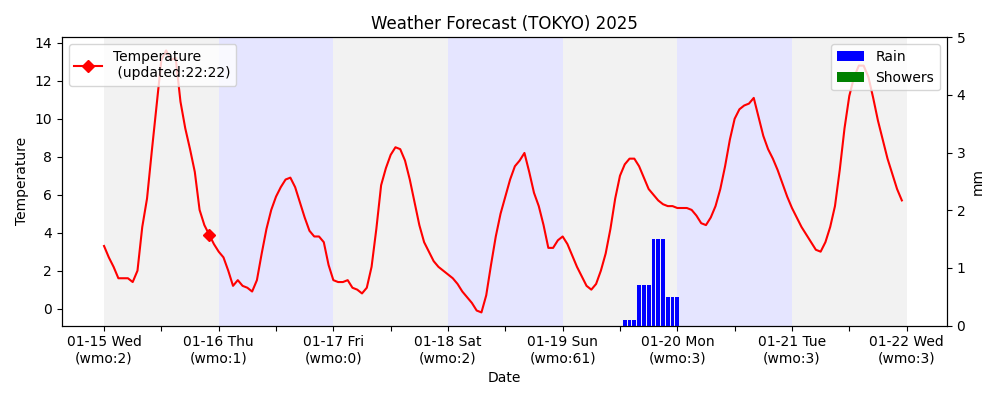 Weather Forecast (TOKYO) 2025
Temperature
(updated:22:22)
Rain
Showers
14
12
10
8
6
4
2
0
Temperature
5
4
3
2
1
0
mm
01-15 Wed
(wmo:2)
01-16 Thu
(wmo:1)
01-17 Fri
(wmo:0)
01-18 Sat
(wmo:2)
01-19 Sun
(wmo:61)
01-20 Mon
(wmo:3)
01-21 Tue
(wmo:3)
01-22 Wed
(wmo:3)
Date